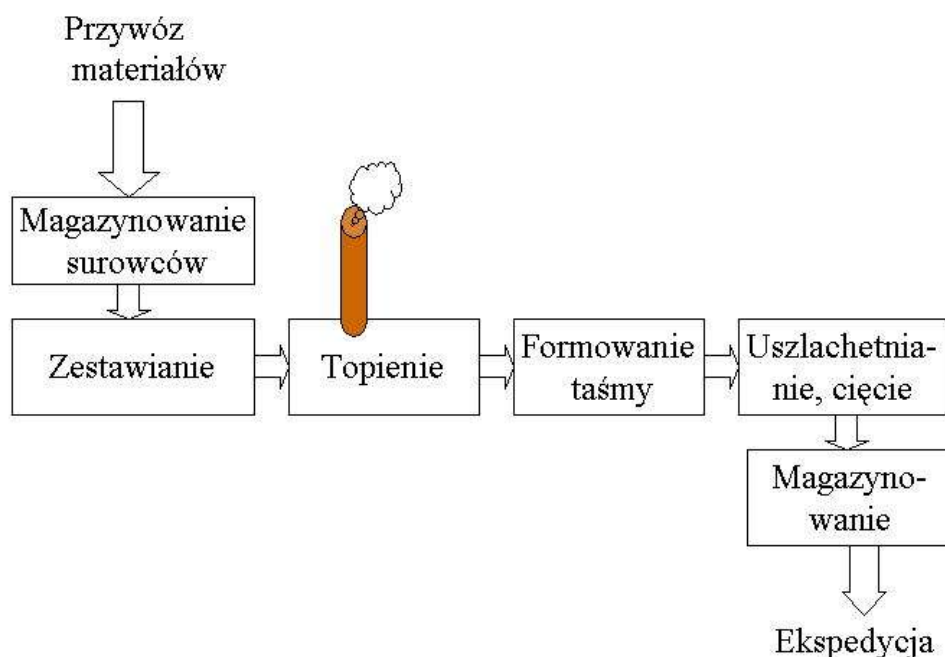 Przywóz
materiałów
Magazynowanie
surowców
Zestawianie
Topienie
Formowanie
taśmy
Uszlachetnia-
nie, cięcie
Magazyno-
wanie
Ekspedycja